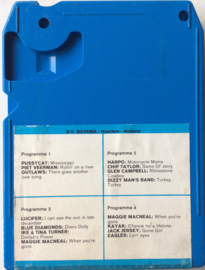 A.V. BOVEMA - Haarlem - Holland
Programme 1
PUSSYCAT: Mississippi
PIET VEERMAN: Rollin' on a river
OUTLAWS: There goes another
love song
Programme 2
HARPO: Motorcycle Mama
CHIP TAYLOR: Same Ol' story
GLEN CAMPBELL: Rhinestone
Cowboy
DIZZY MAN'S BAND: Turkey,
Turkey
Programme 3
LUCIFER: I can see the sun in late
december
BLUE DIAMONDS: Disco Dolly
IKE & TINA TURNER:
Delilah's Power
MAGGIE MACNEAL: When you're
gone
Programme 4
MAGGIE MACNEAL: When you're
gone
KAYAK: Chance for a lifetime
JACK JERSEY: Gone Girl
EAGLES: Lyin' eyes